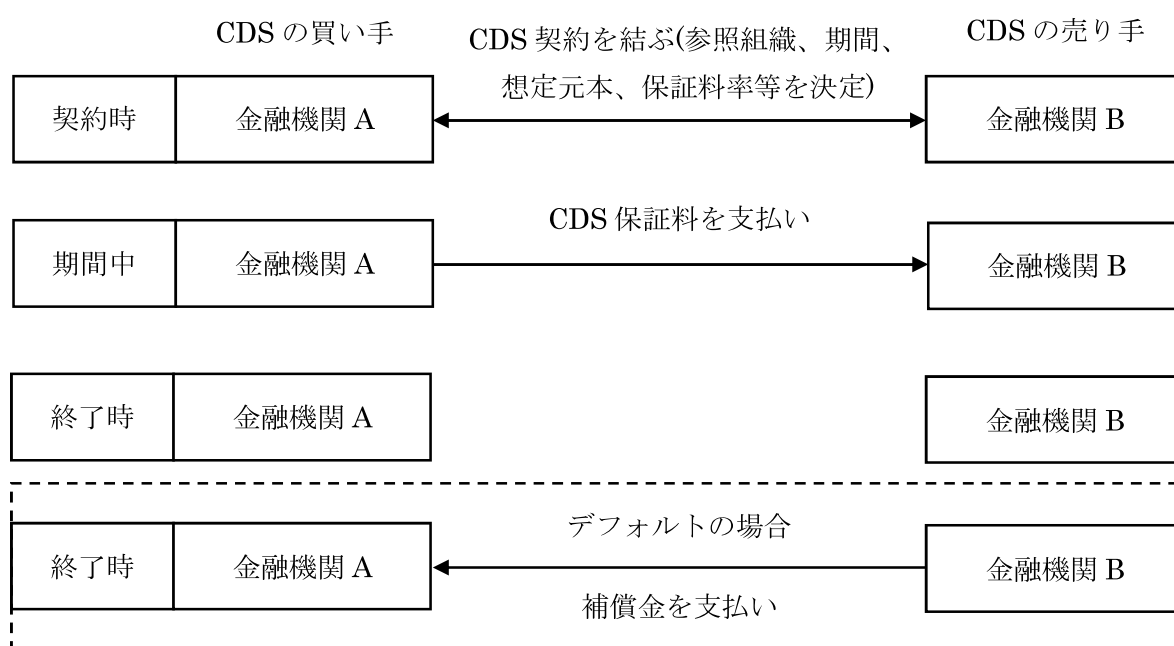 CDS の買い手
CDS 契約を結ぶ(参照組織、期間、
想定元本、保証料率等を決定)
CDS の売り手
契約時 金融機関 A 金融機関 B
CDS 保証料を支払い
期間中 金融機関 A 金融機関 B
終了時 金融機関 A 金融機関 B
デフォルトの場合
終了時 金融機関 A 金融機関 B
補償金を支払い